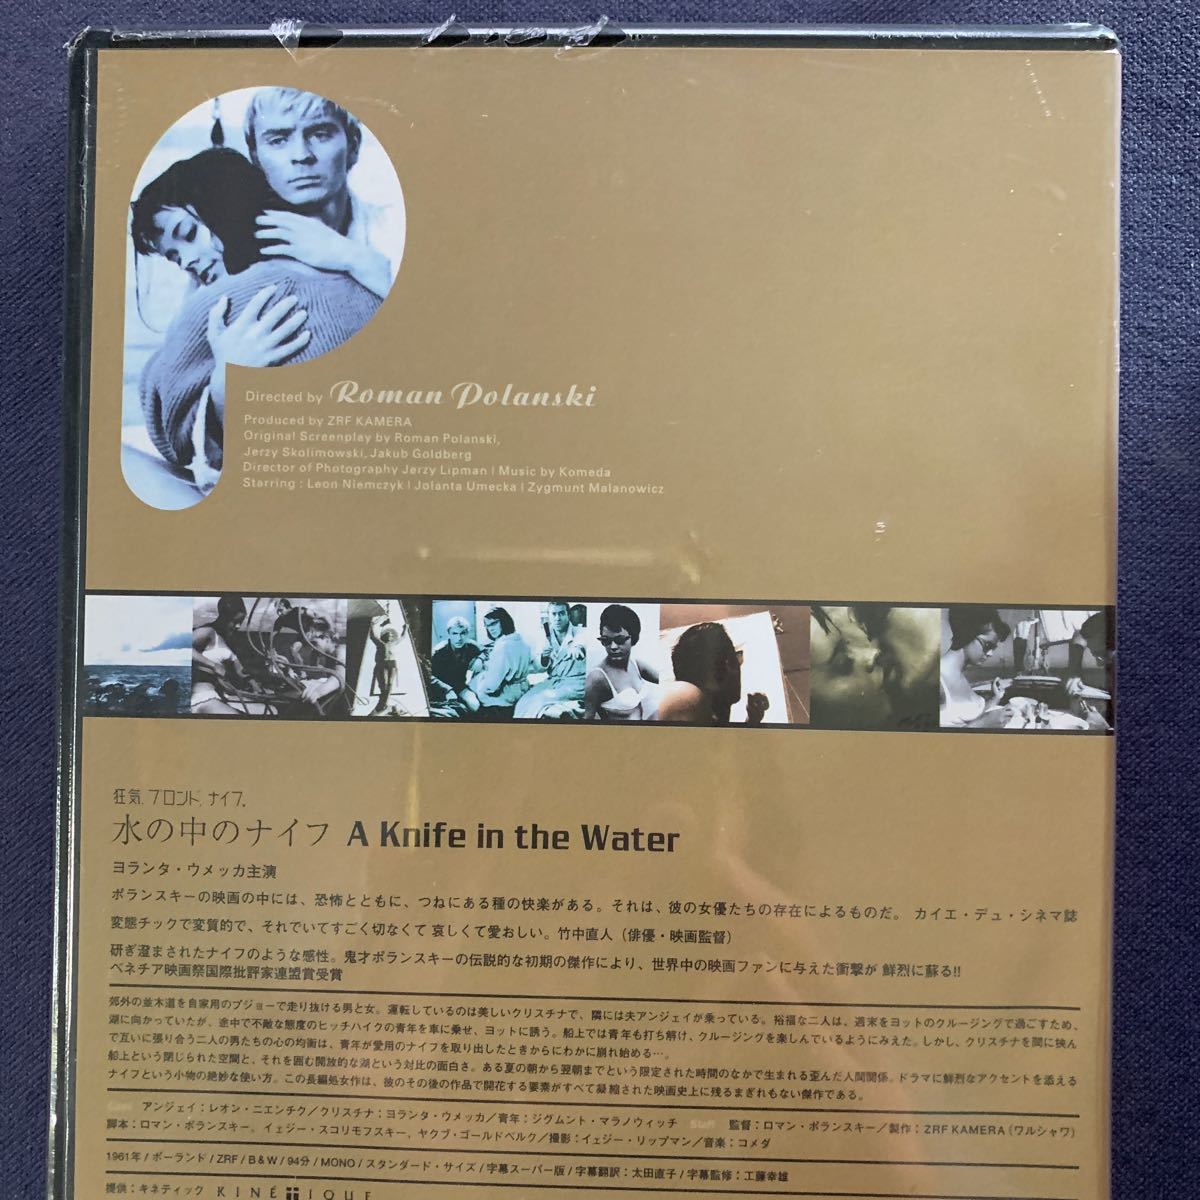 Directed by Roman Polanski
Produced by ZRF KAMERA
Original Screenplay by Roman Polanski,
Jerzy Skolimowski, Jakub Goldberg
Director of Photography Jerzy Lipman | Music by Komeda
Starring : Leon Niemczyk | Jolanta Umecka | Zygmunt Malanowicz
狂気、ブロンド、ナイフ。
水の中のナイフ A Knife in the Water
ヨランタ・ウメッカ主演
ポランスキーの映画の中には、恐怖とともに、つねにある種の快楽がある。それは、彼の女優たちの存在によるものだ。 カイエ・デュ・シネマ誌
変態チックで変質的で、それでいてすごく切なくて 哀しくて愛おしい。竹中直人（俳優・映画監督）
研ぎ澄まされたナイフのような感性。鬼才ポランスキーの伝説的な初期の傑作により、世界中の映画ファンに与えた衝撃が 鮮烈に蘇る!!
ベネチア映画祭国際批評家連盟賞受賞
郊外の並木道を自家用のプジョーで走り抜ける男と女。運転しているのは美しいクリスチナで、隣には夫アンジェイが乗っている。裕福な二人は、週末をヨットのクルージングで過ごすため、
湖に向かっていたが、途中で不敵な態度のヒッチハイクの青年を車に乗せ、ヨットに誘う。船上では青年も打ち解け、クルージングを楽しんでいるようにみえた。しかし、クリスチナを間に挟ん
で互いに張り合う二人の男たちの心の均衡は、青年が愛用のナイフを取り出したときからにわかに崩れ始める…。
船上という閉じられた空間と、それを囲む開放的な湖という対比の面白さ。ある夏の朝から翌朝までという限定された時間のなかで生まれる歪んだ人間関係。ドラマに鮮烈なアクセントを添える
ナイフという小物の絶妙な使い方。この長編処女作は、彼のその後の作品で開花する要素がすべて凝縮された映画史上に残るまぎれもない傑作である。
アンジェイ：レオン・ニエンチク／クリスチナ：ヨランタ・ウメッカ／青年：ジグムント・マラノウィッチ Staff 監督：ロマン・ポランスキー／製作：ZRF KAMERA（ワルシャワ）
脚本：ロマン・ポランスキー、イェジー・スコリモフスキー、ヤクブ・ゴールドベルク／撮影：イェジー・リップマン／音楽：コメダ
1961年 / ポーランド / ZRF / B & W / 94分 / MONO / スタンダード・サイズ / 字幕スーパー版 / 字幕翻訳：太田直子 / 字幕監修：工藤幸雄
提供：キネティック KINÉTIQUE